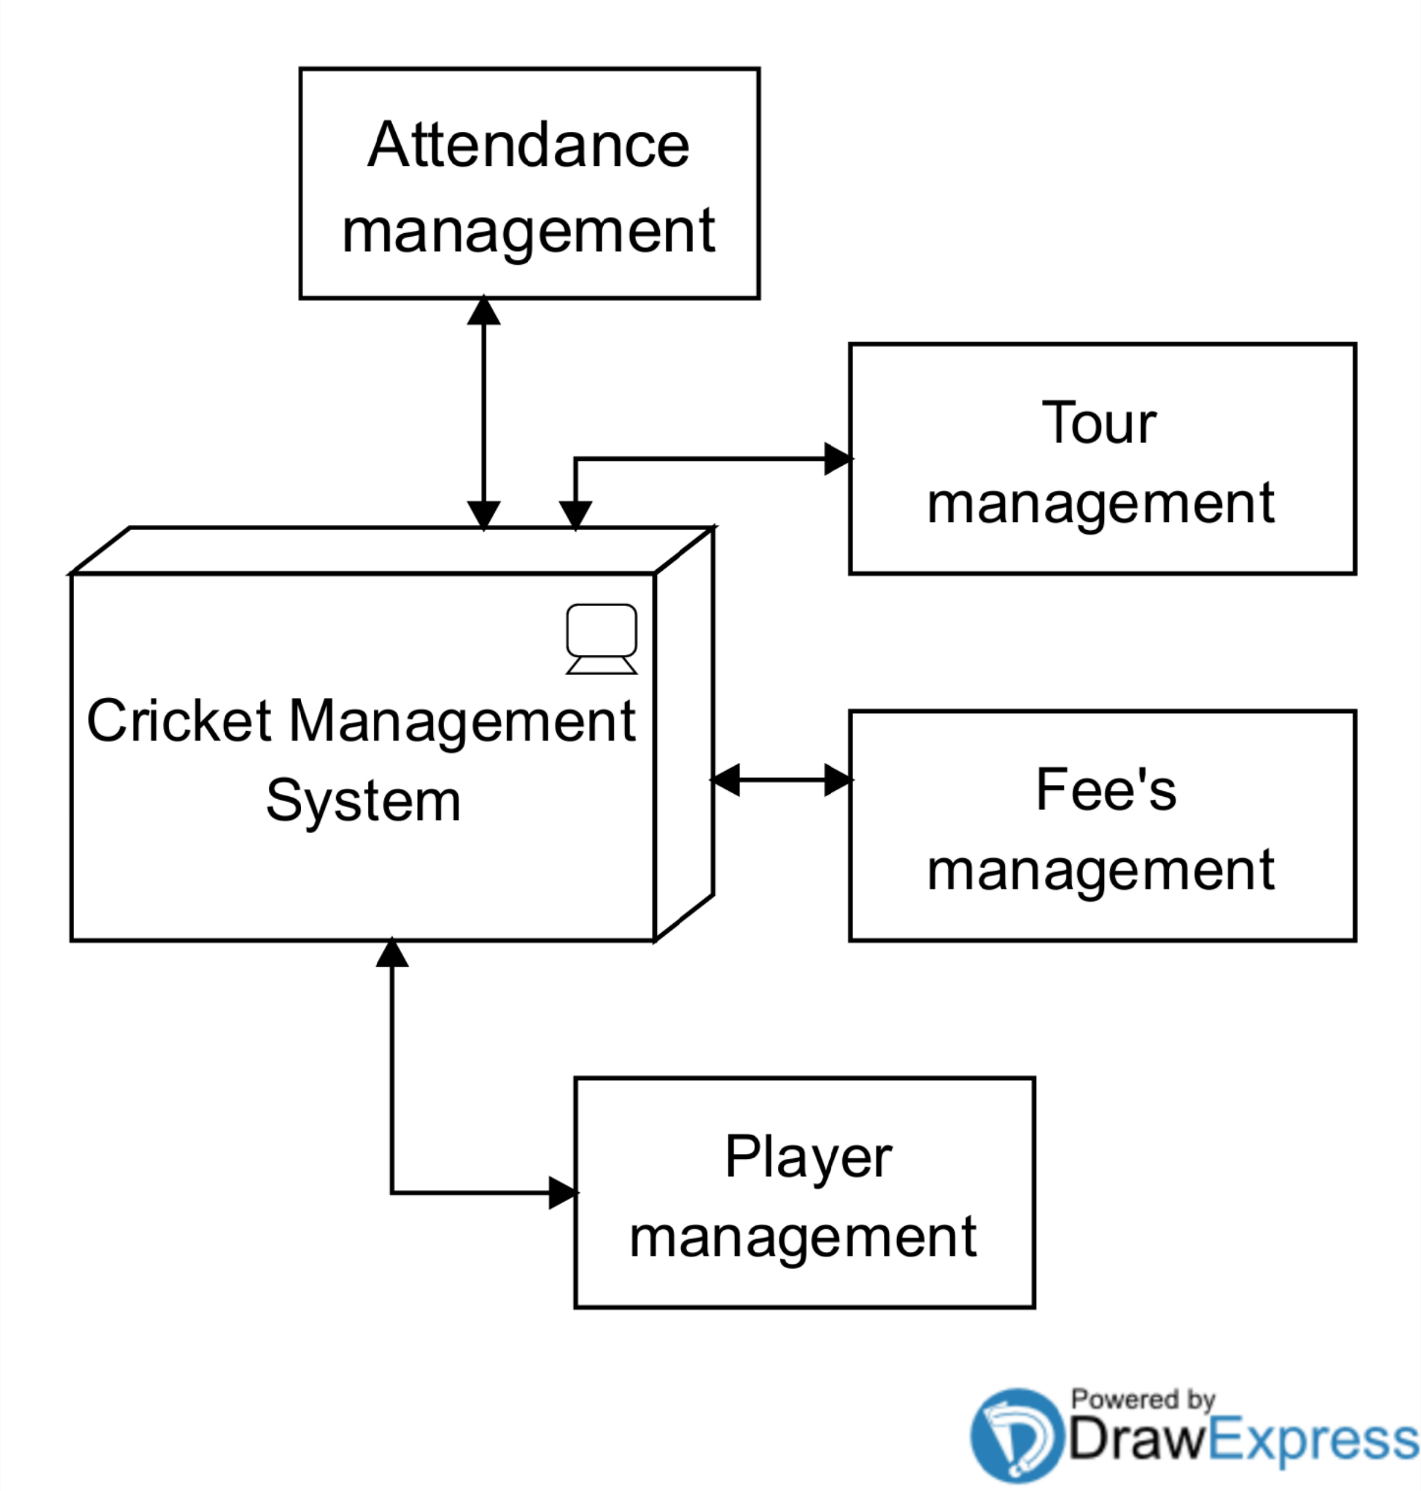 Attendance
management
Tour
management
Cricket Management
System
Fee's
management
Player
management
Powered by
DrawExpress